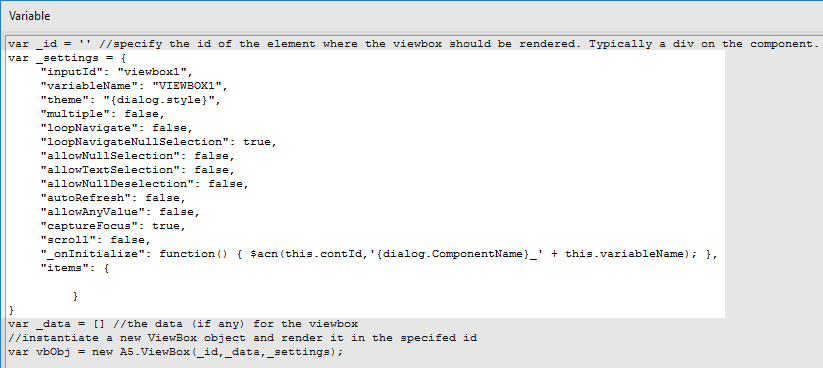 Variable
var _id = '' //specify the id of the element where the viewbox should be rendered. Typically a div on the component.
var _settings = {
"inputId": "viewbox1",
"variableName": "VIEWBOX1",
"theme": "{dialog.style}",
"multiple": false,
"loopNavigate": false,
"loopNavigateNullSelection": true,
"allowNullSelection": false,
"allowTextSelection": false,
"allowNullDeselection": false,
"autoRefresh": false,
"allowAnyValue": false,
"captureFocus": true,
"scroll": false,
"_onInitialize": function() { $acn(this.contId,'{dialog.ComponentName}_' + this.variableName); },
"items": {
}
}
var _data = [] //the data (if any) for the viewbox
//instantiate a new ViewBox object and render it in the specifed id
var vbObj = new A5.ViewBox(_id,_data,_settings);